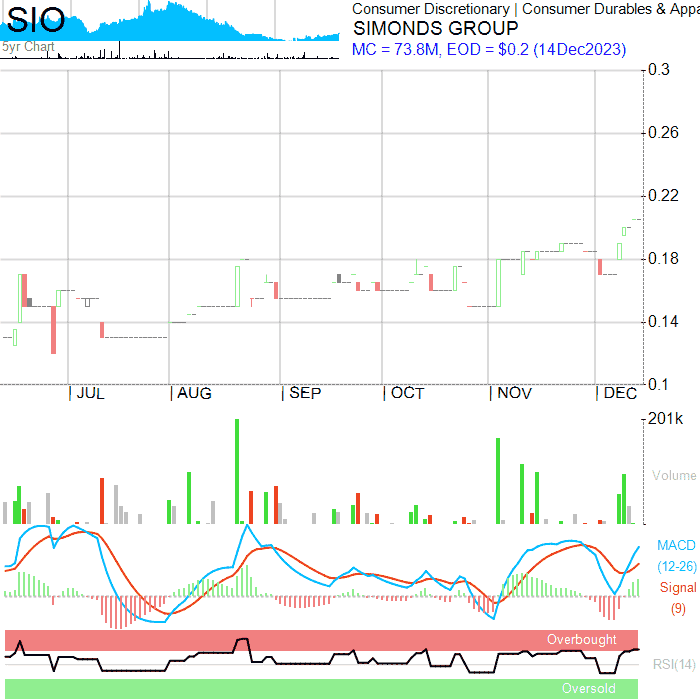 SIO
5yr Chart
Consumer Discretionary | Consumer Durables & Appa
SIMONDS GROUP
MC = 73.8M, EOD = $0.2 (14Dec2023)
0.3
0.26
0.22
0.18
0.14
0.1
JUL AUG SEP OCT NOV DEC
201k
Volume
MACD
(12-26)
Signal
(9)
Overbought
RSI(14)
Oversold